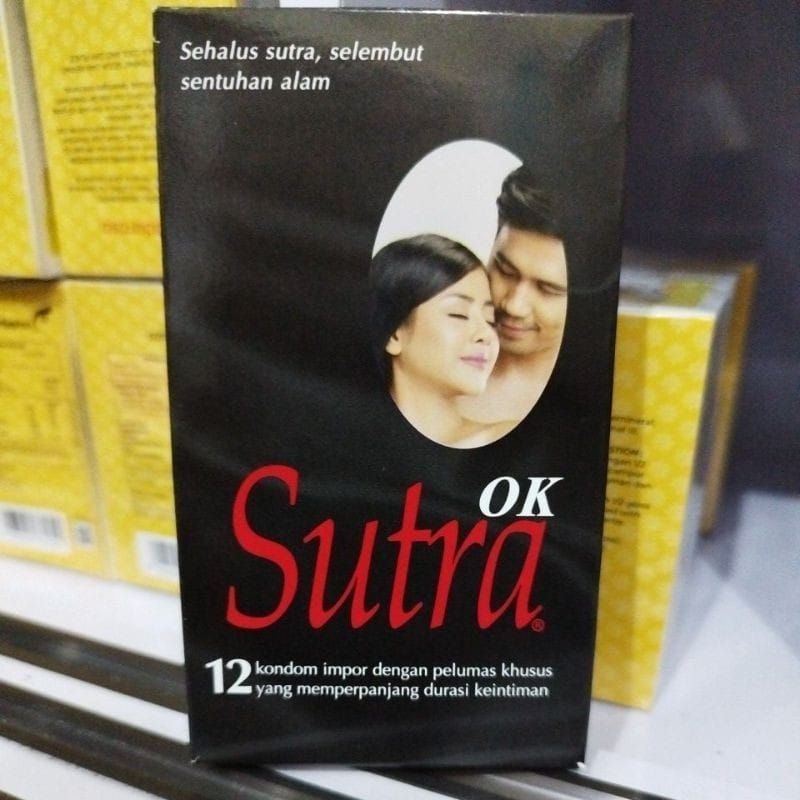 Sehalus sutra, selembut
sentuhan alam
OK
Sutra®
12 kondom impor dengan pelumas khusus
yang memperpanjang durasi keintiman